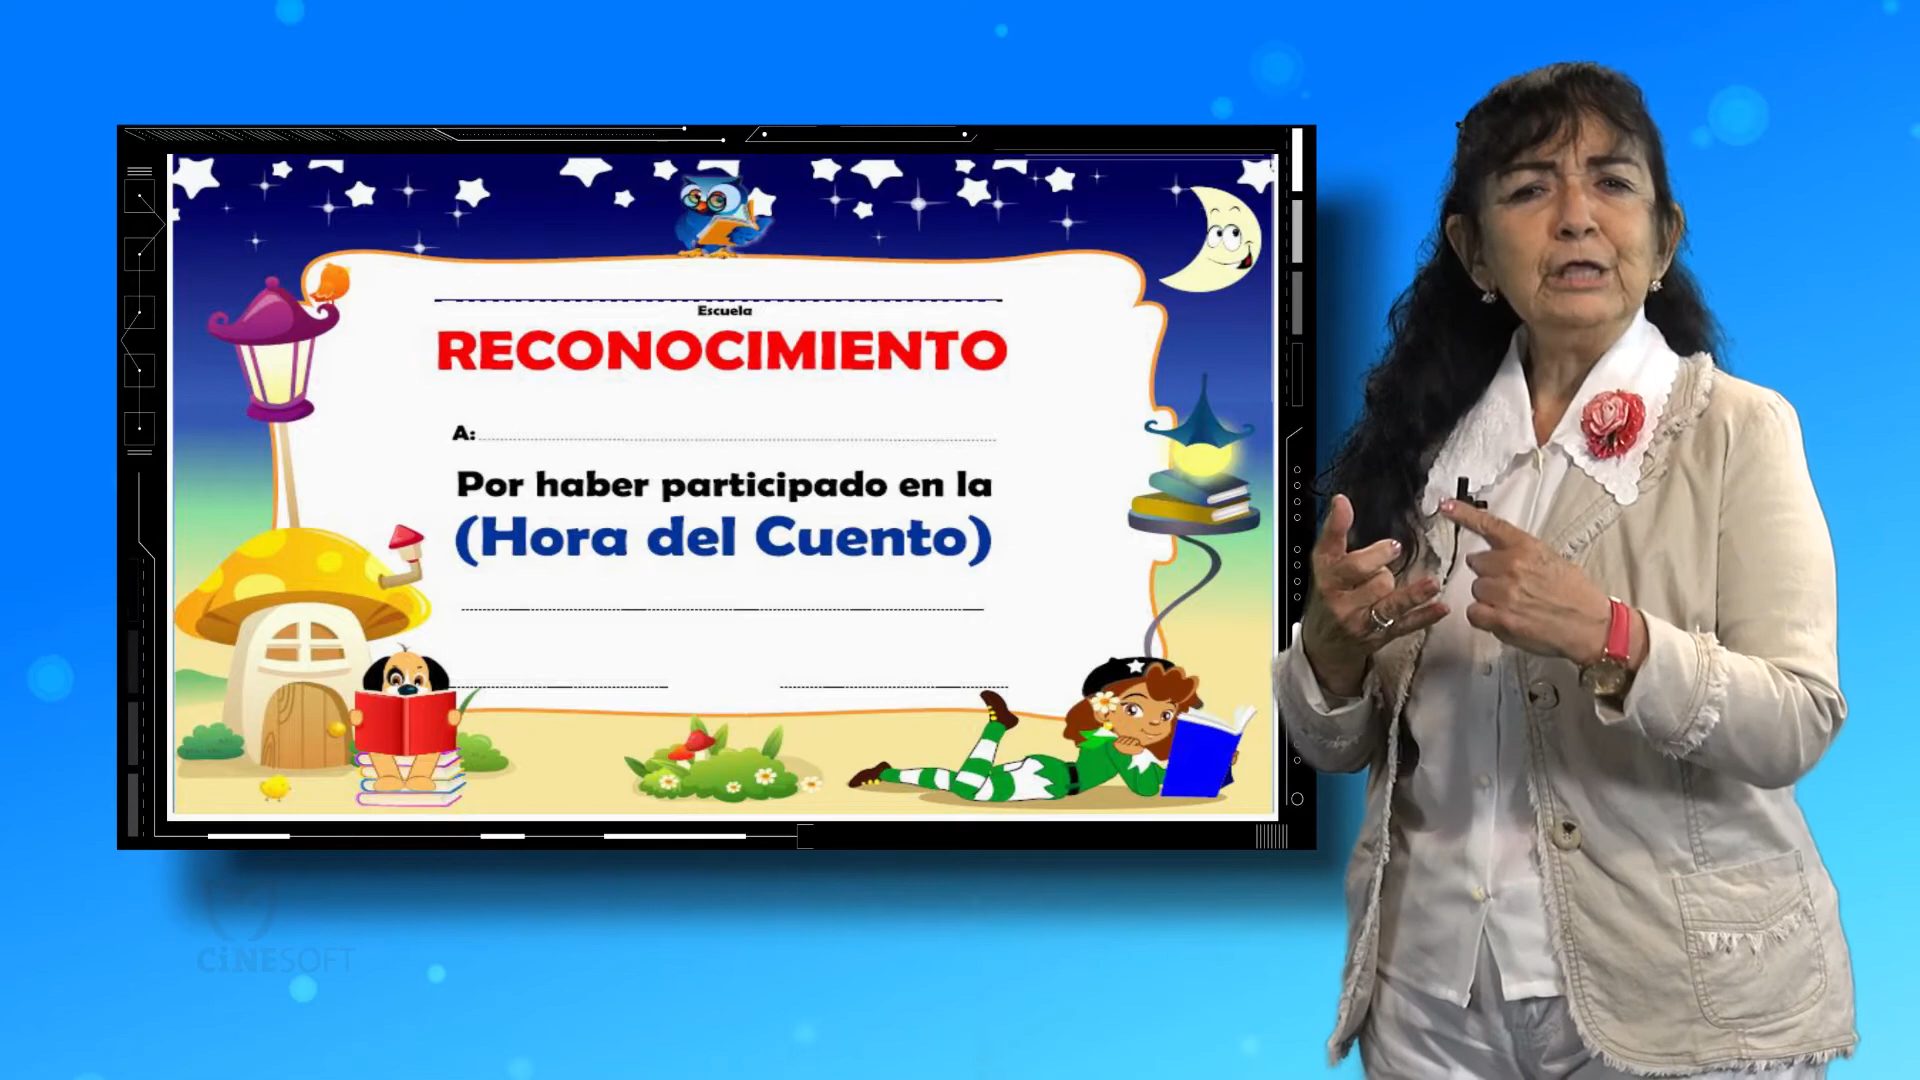 Escuela
RECONOCIMIENTO
A:
Por haber participado en la
(Hora del Cuento)
CiNESOFT